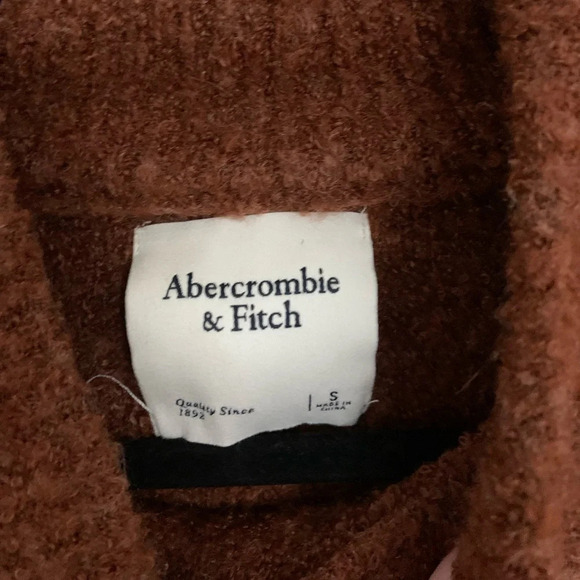 Abercrombie
& Fitch
Quality Since
1892
S
MADE IN
CHINA